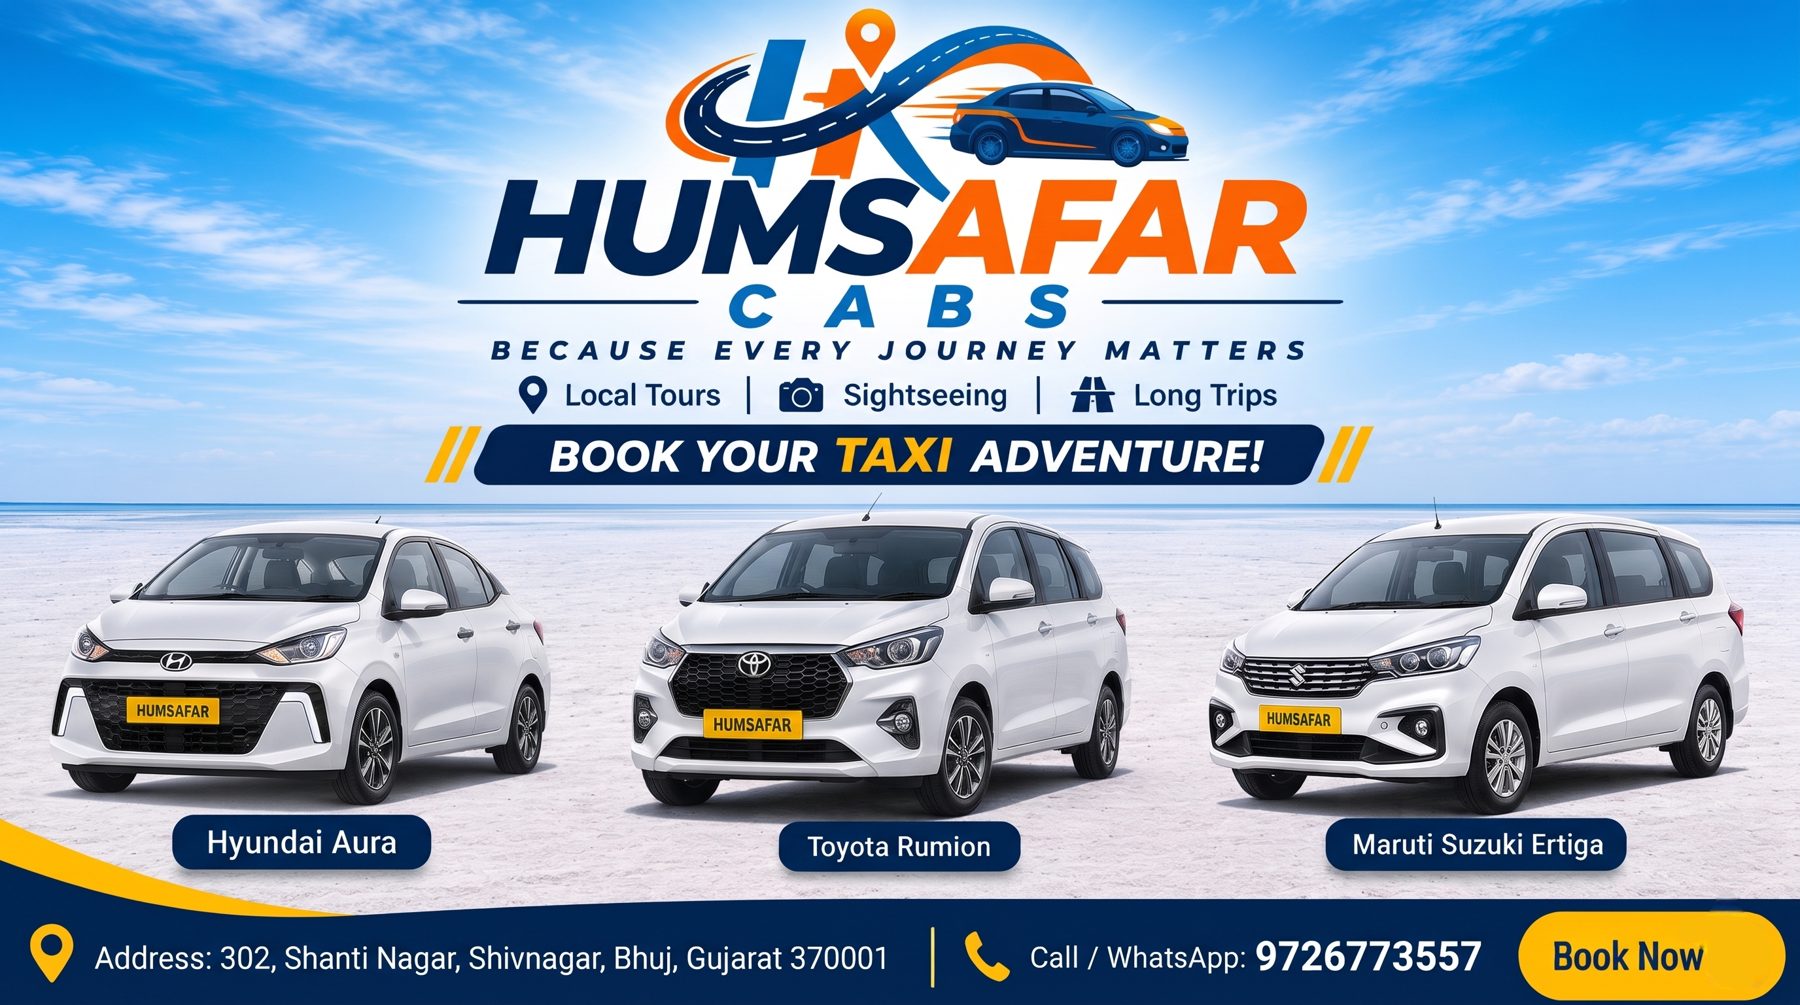 HUMSAFAR
CABS
BECAUSE EVERY JOURNEY MATTERS
Local Tours | Sightseeing | Long Trips
BOOK YOUR TAXI ADVENTURE!
HUMSAFAR
HUMSAFAR
HUMSAFAR
Hyundai Aura
Toyota Rumion
Maruti Suzuki Ertiga
Address: 302, Shanti Nagar, Shivnagar, Bhuj, Gujarat 370001
Call / WhatsApp: 9726773557
Book Now